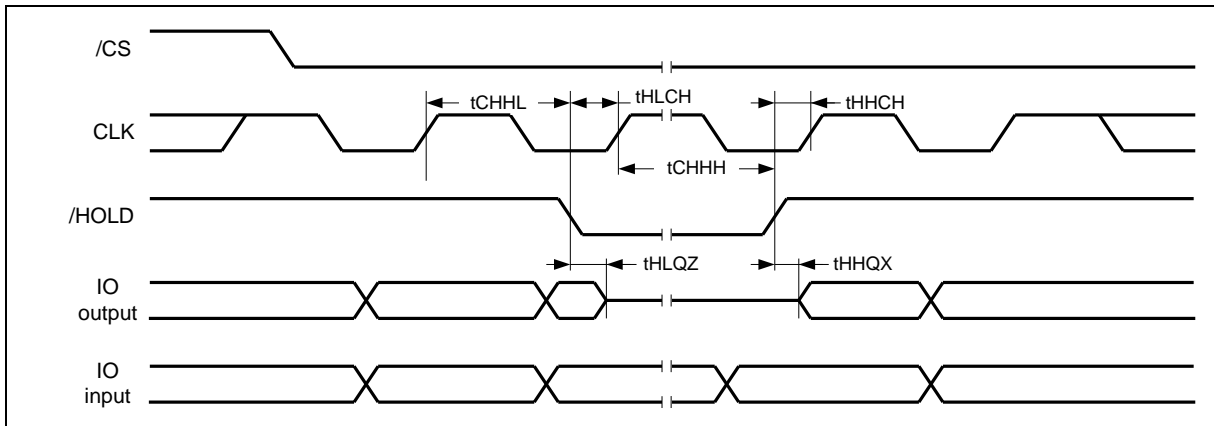 /CS
tCHHL
tHLCH
tHHCH
CLK
tCHHH
/HOLD
tHLQZ
tHHQX
IO
output
IO
input